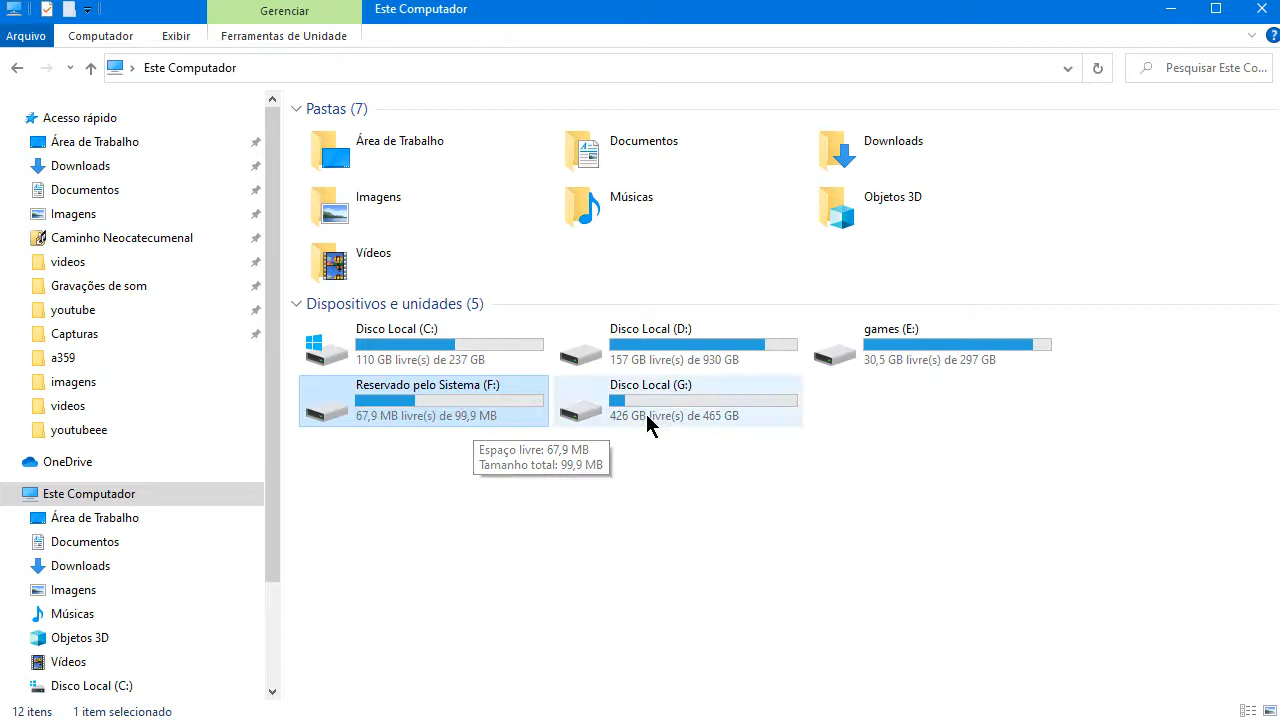 Gerenciar
Este Computador
Arquivo
Computador
Exibir
Ferramentas de Unidade
Este Computador
Pesquisar Este Co...
Acesso rápido
Área de Trabalho
Downloads
Documentos
Imagens
Caminho Neocatecumenal
videos
Gravações de som
youtube
Capturas
a359
imagens
videos
youtubeee
OneDrive
Este Computador
Área de Trabalho
Documentos
Downloads
Imagens
Músicas
Objetos 3D
Vídeos
Disco Local (C:)
Pastas (7)
Área de Trabalho
Documentos
Downloads
Imagens
Músicas
Objetos 3D
Vídeos
Dispositivos e unidades (5)
Disco Local (C:)
110 GB livre(s) de 237 GB
Disco Local (D:)
157 GB livre(s) de 930 GB
games (E:)
30,5 GB livre(s) de 297 GB
Reservado pelo Sistema (F:)
67,9 MB livre(s) de 99,9 MB
Disco Local (G:)
426 GB livre(s) de 465 GB
Espaço livre: 67,9 MB
Tamanho total: 99,9 MB
12 itens
1 item selecionado